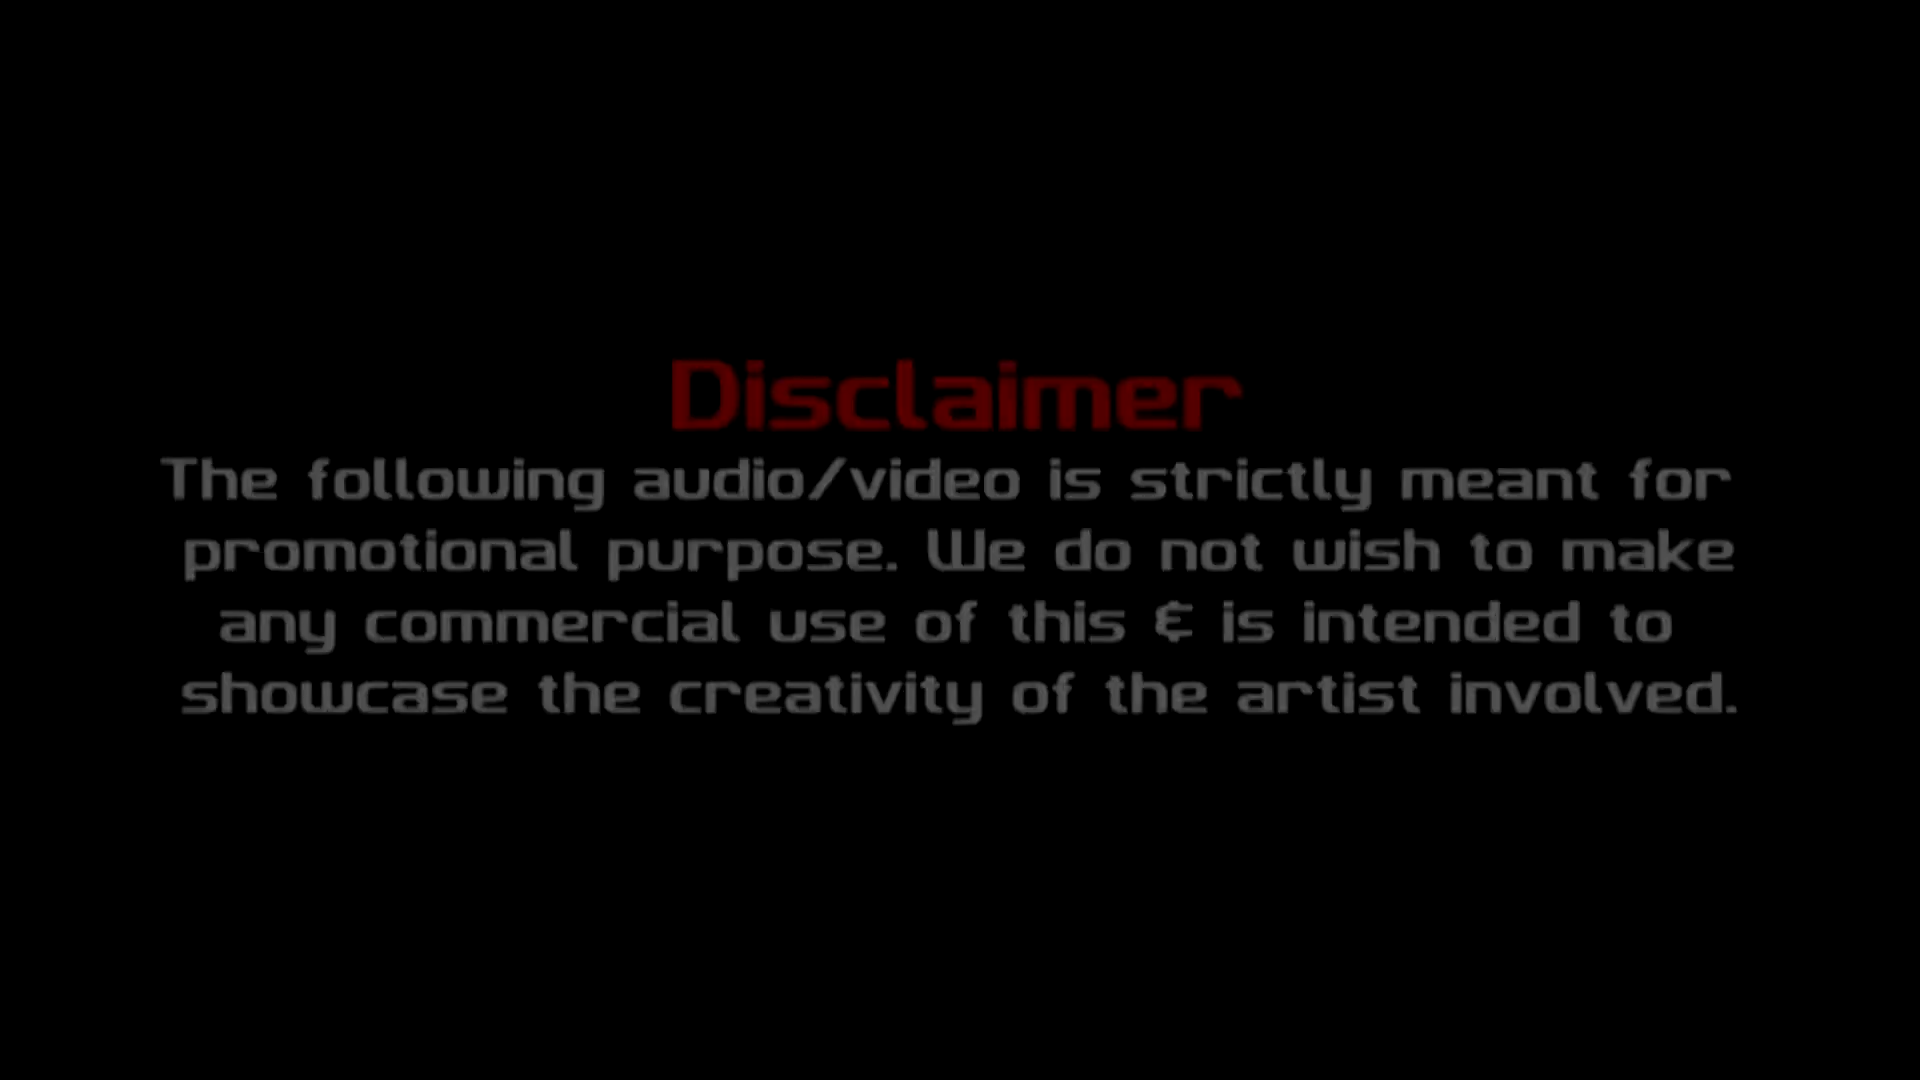 Disclaimer
The following audio/video is strictly meant for
promotional purpose. We do not wish to make
any commercial use of this & is intended to
showcase the creativity of the artist involved.